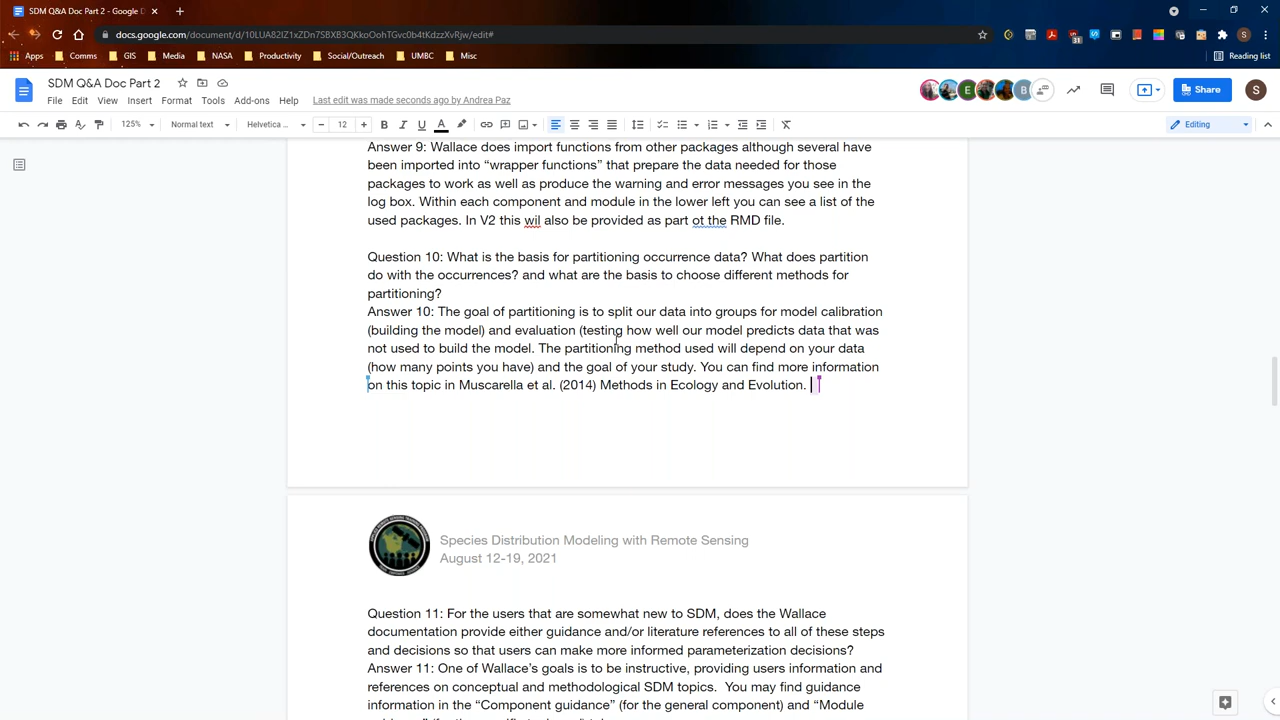 SDM Q&A Doc Part 2 - Google D
docs.google.com/document/d/10LUA82IZ1xZDn7SBXB3QKkoOohTGvc0b4tKdzzXvRjw/edit#
Apps Comms GIS Media NASA Productivity Social/Outreach UMBC Misc Reading list
SDM Q&A Doc Part 2
File Edit View Insert Format Tools Add-ons Help Last edit was made seconds ago by Andrea Paz
E B Share S
125% Normal text Helvetica ... 12 B I U A Editing
Answer 9: Wallace does import functions from other packages although several have
been imported into “wrapper functions” that prepare the data needed for those
packages to work as well as produce the warning and error messages you see in the
log box. Within each component and module in the lower left you can see a list of the
used packages. In V2 this wil also be provided as part ot the RMD file.
Question 10: What is the basis for partitioning occurrence data? What does partition
do with the occurrences? and what are the basis to choose different methods for
partitioning?
Answer 10: The goal of partitioning is to split our data into groups for model calibration
(building the model) and evaluation (testing how well our model predicts data that was
not used to build the model. The partitioning method used will depend on your data
(how many points you have) and the goal of your study. You can find more information
on this topic in Muscarella et al. (2014) Methods in Ecology and Evolution.
Species Distribution Modeling with Remote Sensing
August 12-19, 2021
Question 11: For the users that are somewhat new to SDM, does the Wallace
documentation provide either guidance and/or literature references to all of these steps
and decisions so that users can make more informed parameterization decisions?
Answer 11: One of Wallace’s goals is to be instructive, providing users information and
references on conceptual and methodological SDM topics. You may find guidance
information in the “Component guidance” (for the general component) and “Module